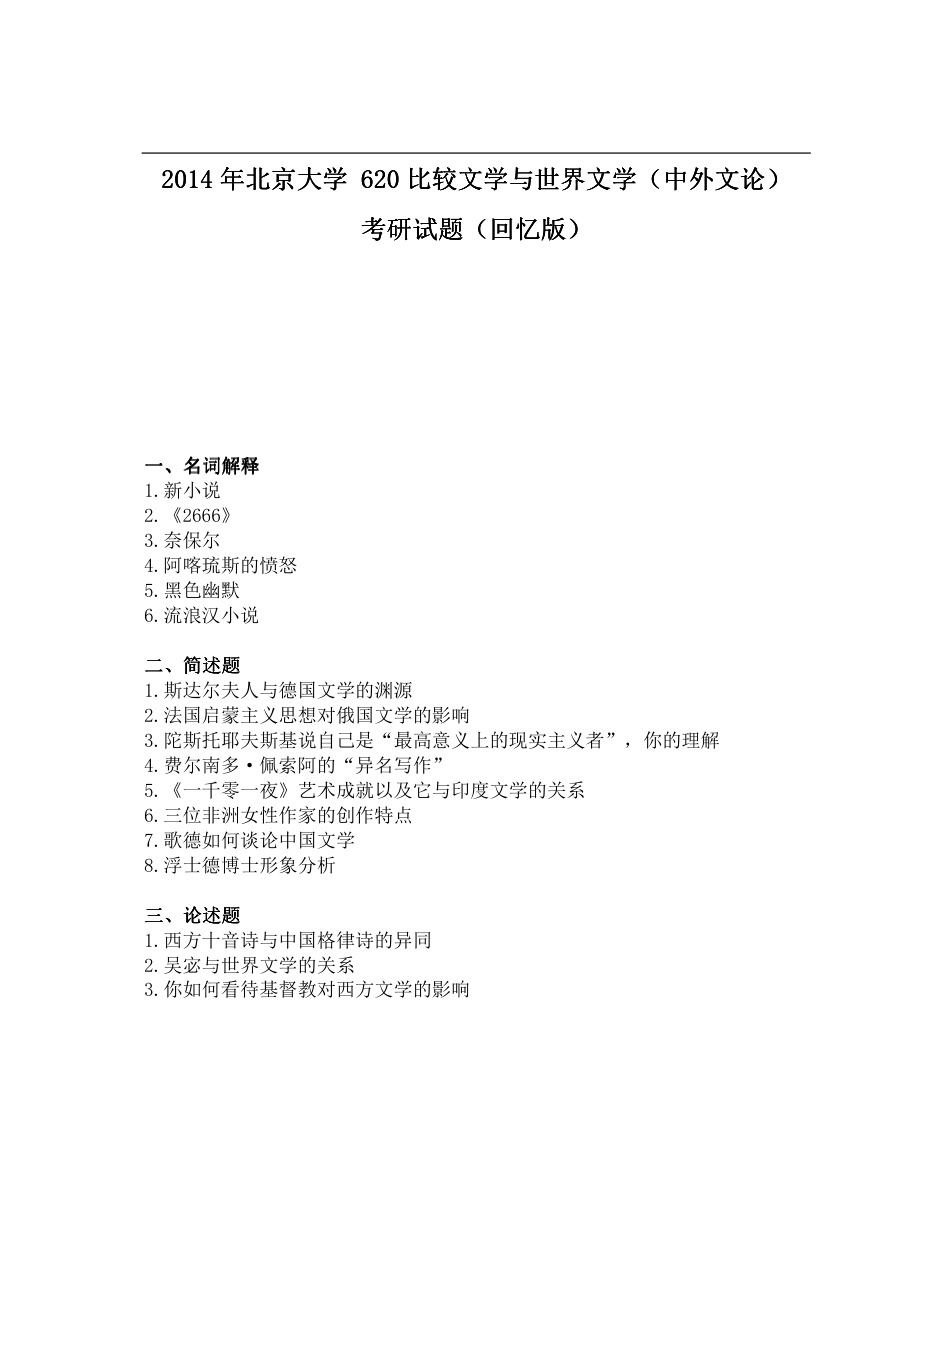 2014 年北京大学 620 比较文学与世界文学（中外文论）
考研试题（回忆版）
一、名词解释
1.新小说
2.《2666》
3.奈保尔
4.阿喀琉斯的愤怒
5.黑色幽默
6.流浪汉小说
二、简述题
1.斯达尔夫人与德国文学的渊源
2.法国启蒙主义思想对俄国文学的影响
3.陀斯托耶夫斯基说自己是“最高意义上的现实主义者”，你的理解
4.费尔南多·佩索阿的“异名写作”
5.《一千零一夜》艺术成就以及它与印度文学的关系
6.三位非洲女性作家的创作特点
7.歌德如何谈论中国文学
8.浮士德博士形象分析
三、论述题
1.西方十音诗与中国格律诗的异同
2.吴宓与世界文学的关系
3.你如何看待基督教对西方文学的影响